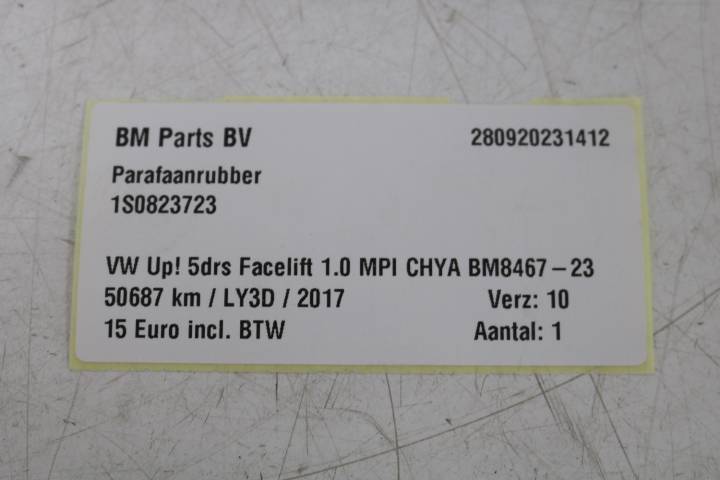 BM Parts BV 280920231412
Parafaanrubber
1S0823723
VW Up! 5drs Facelift 1.0 MPI CHYA BM8467-23
50687 km / LY3D / 2017 Verz: 10
15 Euro incl. BTW Aantal: 1